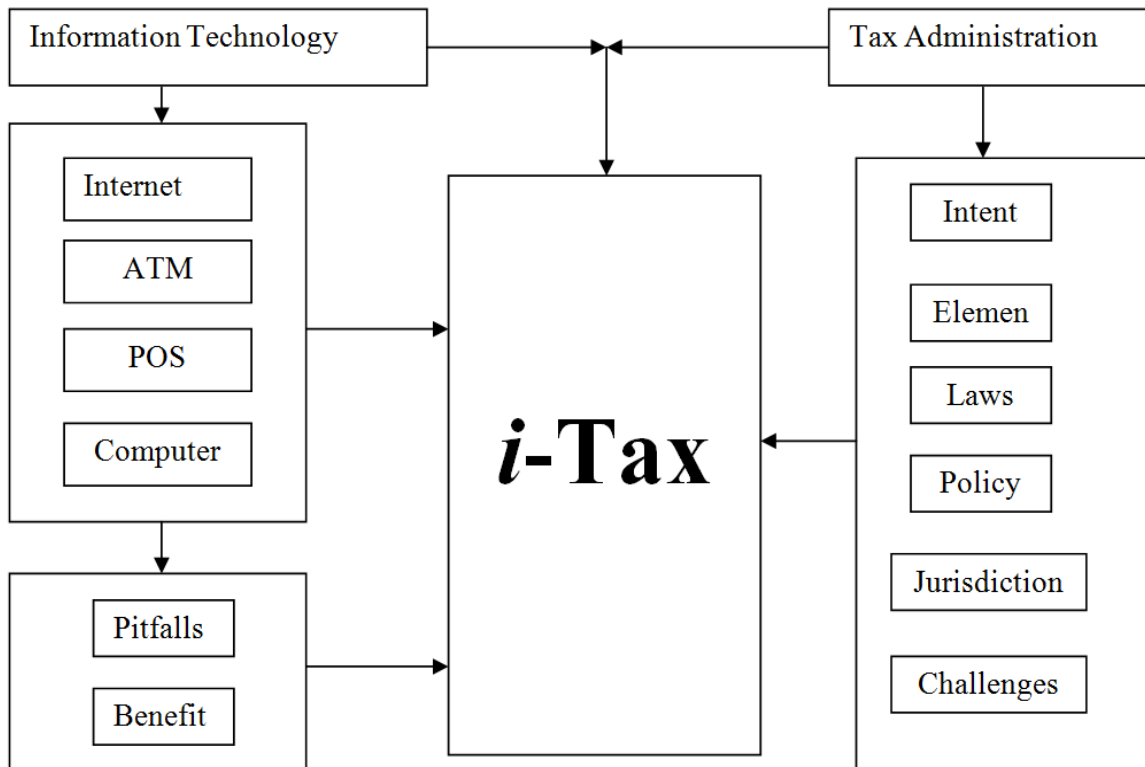 Information Technology
Tax Administration
Internet
ATM
POS
Computer
Pitfalls
Benefit
i-Tax
Intent
Elemen
Laws
Policy
Jurisdiction
Challenges